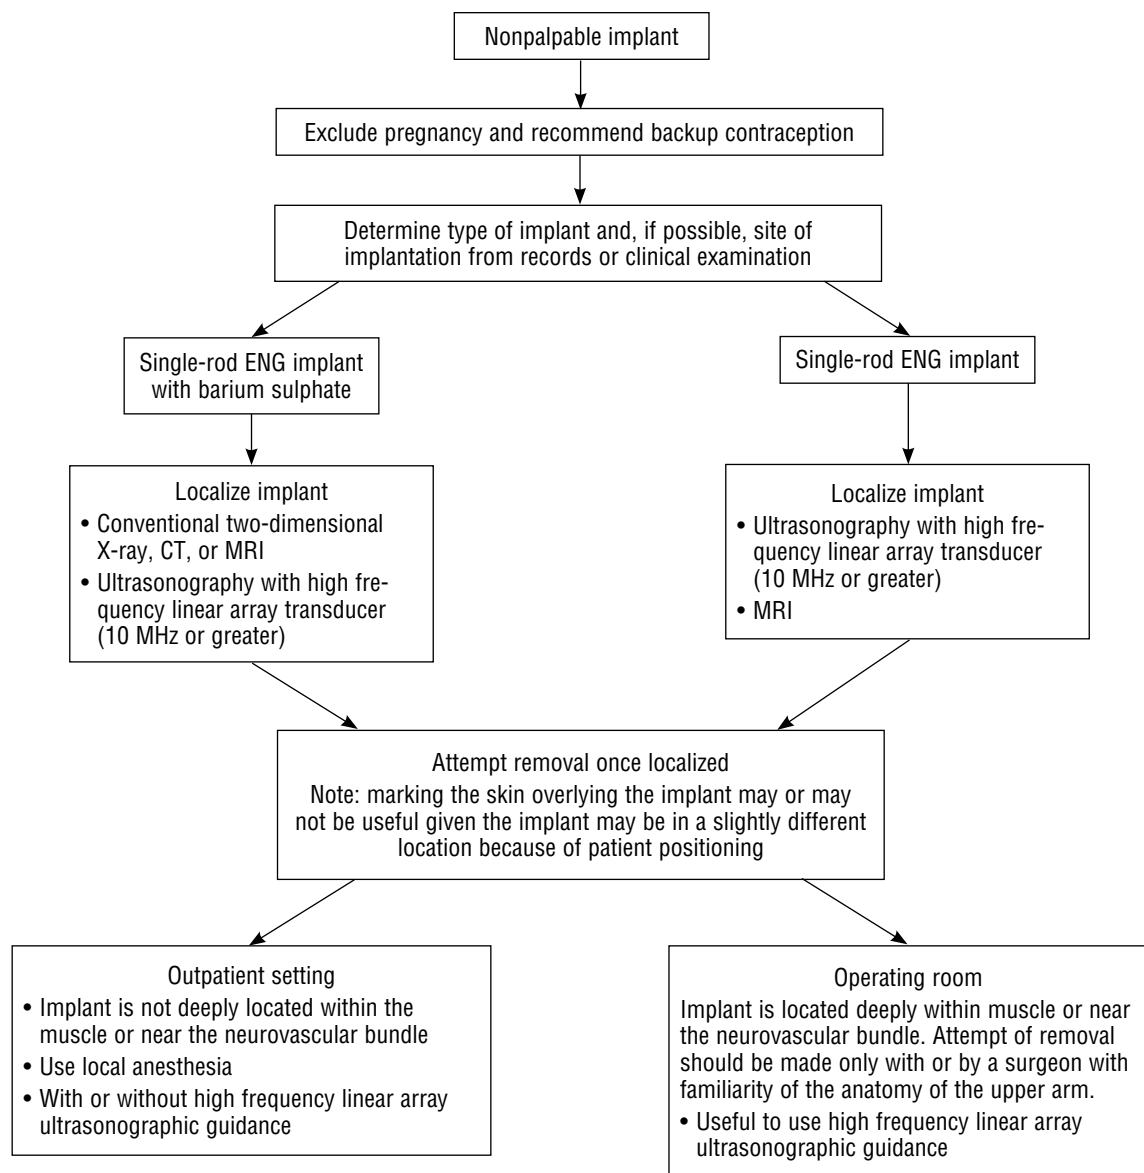 Nonpalpable implant
Exclude pregnancy and recommend backup contraception
Determine type of implant and, if possible, site of
implantation from records or clinical examination
Single-rod ENG implant
with barium sulphate
Single-rod ENG implant
Localize implant
• Conventional two-dimensional
X-ray, CT, or MRI
• Ultrasonography with high fre-
quency linear array transducer
(10 MHz or greater)
Localize implant
• Ultrasonography with high fre-
quency linear array transducer
(10 MHz or greater)
• MRI
Attempt removal once localized
Note: marking the skin overlying the implant may or may
not be useful given the implant may be in a slightly different
location because of patient positioning
Outpatient setting
• Implant is not deeply located within the
muscle or near the neurovascular bundle
• Use local anesthesia
• With or without high frequency linear array
ultrasonographic guidance
Operating room
Implant is located deeply within muscle or near
the neurovascular bundle. Attempt of removal
should be made only with or by a surgeon with
familiarity of the anatomy of the upper arm.
• Useful to use high frequency linear array
ultrasonographic guidance